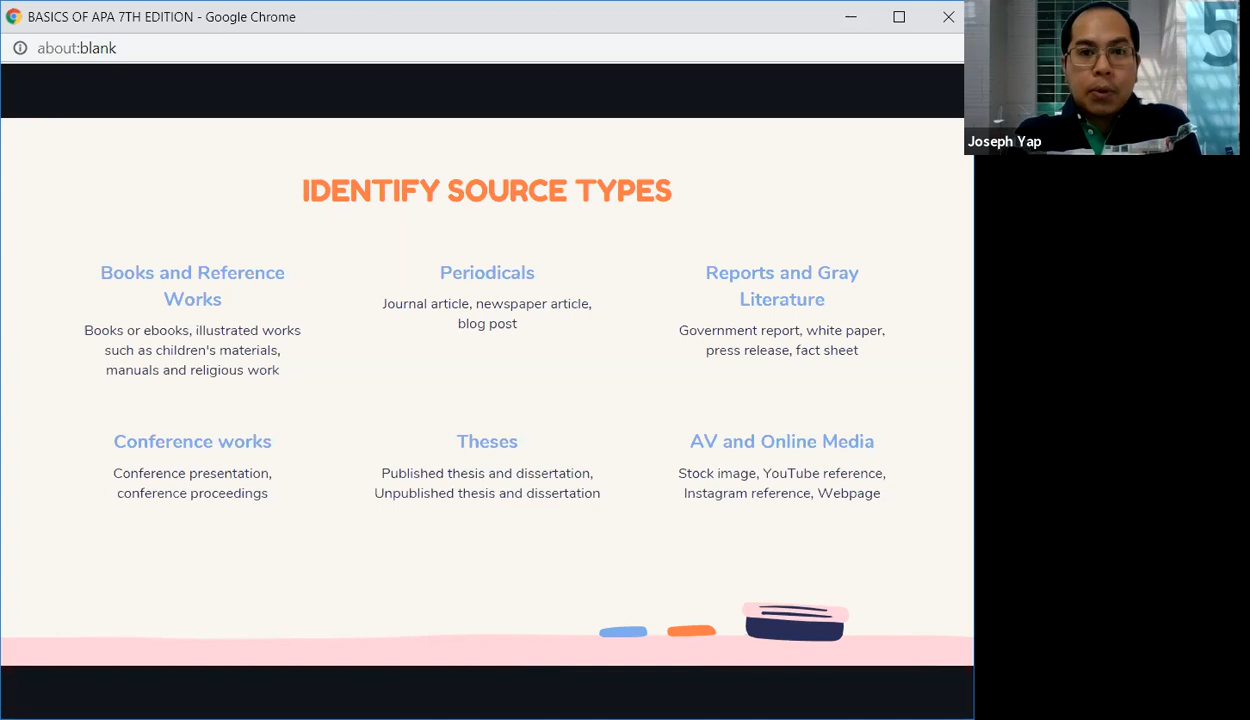 BASICS OF APA 7TH EDITION - Google Chrome
about:blank
5
Joseph Yap
IDENTIFY SOURCE TYPES
Books and Reference
Works
Books or ebooks, illustrated works
such as children's materials,
manuals and religious work
Periodicals
Journal article, newspaper article,
blog post
Reports and Gray
Literature
Government report, white paper,
press release, fact sheet
Conference works
Conference presentation,
conference proceedings
Theses
Published thesis and dissertation,
Unpublished thesis and dissertation
AV and Online Media
Stock image, YouTube reference,
Instagram reference, Webpage